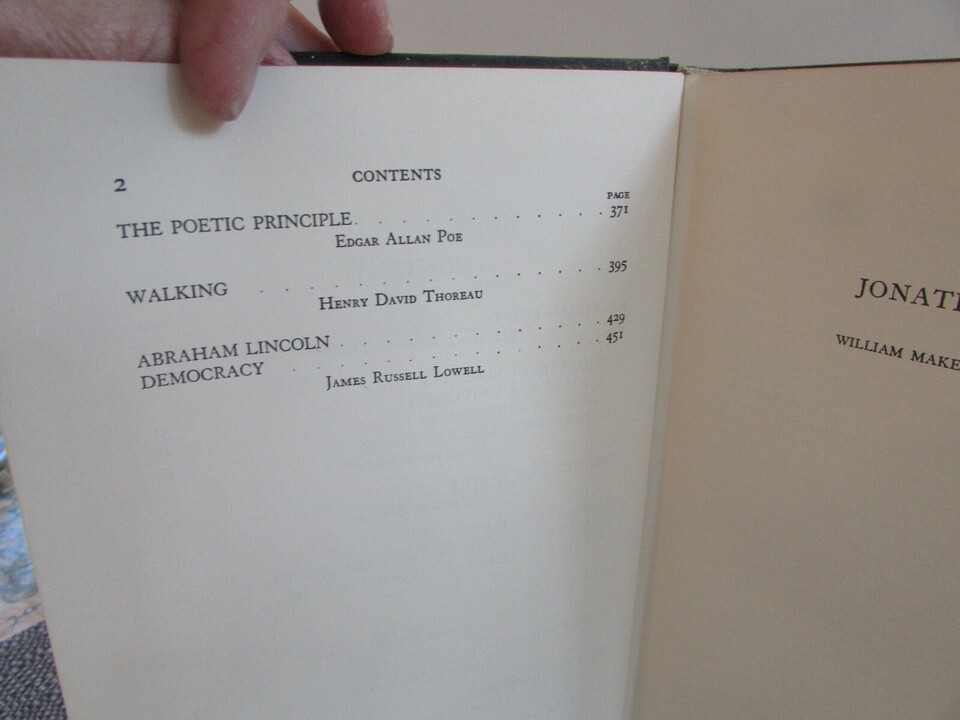 2 CONTENTS
PAGE
THE POETIC PRINCIPLE. . . . . . . . . . . . 371
EDGAR ALLAN POE
WALKING . . . . . . . . . . . . . . . 395
HENRY DAVID THOREAU
ABRAHAM LINCOLN . . . . . . . . . . . . 429
DEMOCRACY . . . . . . . . . . . . . . 451
JAMES RUSSELL LOWELL
JONAT
WILLIAM MAKE